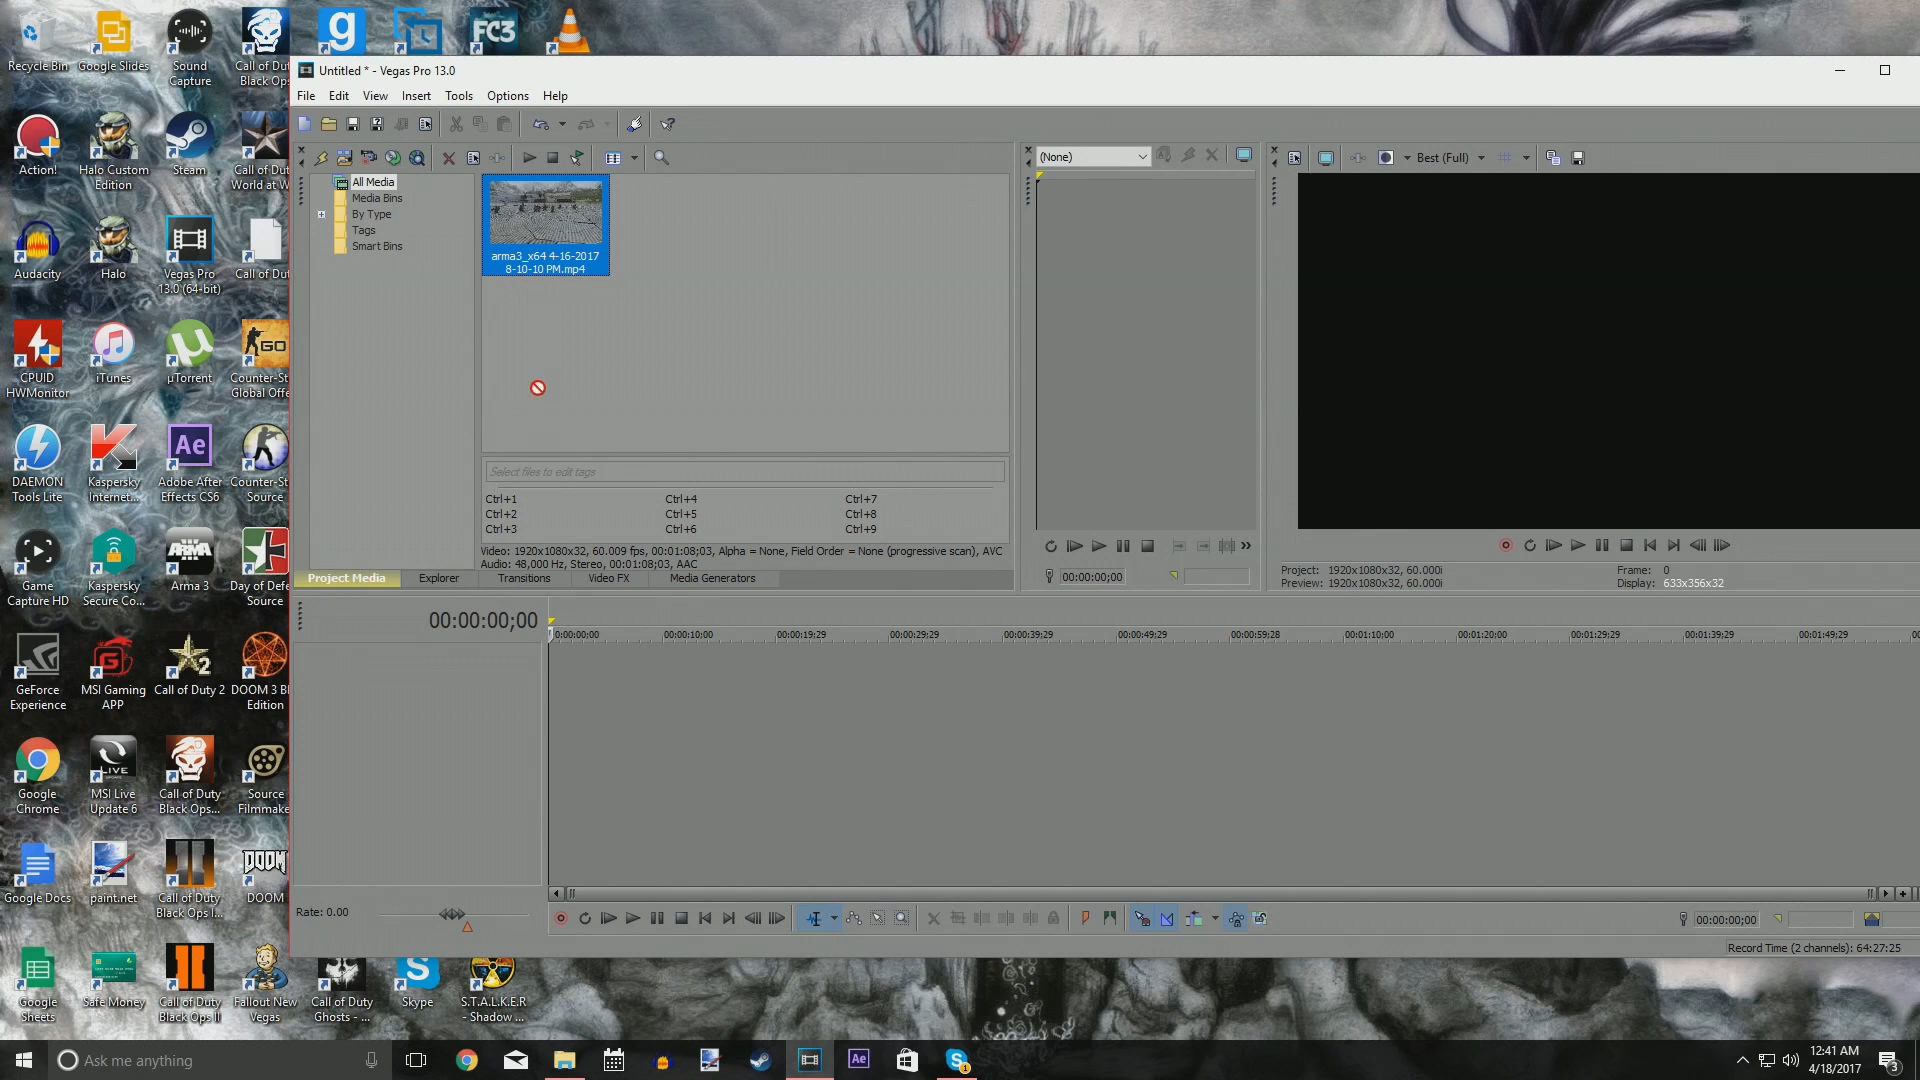 Recycle Bin
Google Slides
Sound
Capture
Call of Du
Black Op
g
FC3
Untitled * - Vegas Pro 13.0
File Edit View Insert Tools Options Help
Action!
Halo Custom
Edition
Steam
Call of Du
World at W
(None)
Best (Full)
All Media
Media Bins
By Type
Tags
Smart Bins
arma3_x64 4-16-2017
8-10-10 PM.mp4
Audacity
Halo
Vegas Pro
13.0 (64-bit)
Call of Dut
CPUID
HWMonitor
iTunes
µTorrent
GO
Counter-St
Global Offe
Select files to edit tags
Ctrl+1 Ctrl+4 Ctrl+7
Ctrl+2 Ctrl+5 Ctrl+8
Ctrl+3 Ctrl+6 Ctrl+9
Video: 1920x1080x32, 60.009 fps, 00:01:08;03, Alpha = None, Field Order = None (progressive scan), AVC
Audio: 48,000 Hz, Stereo, 00:01:08;03, AAC
DAEMON
Tools Lite
Kaspersky
Internet...
Ae
Adobe After
Effects CS6
Counter-St
Source
Project Media Explorer Transitions Video FX Media Generators
00:00:00;00
Project: 1920x1080x32, 60.000i
Preview: 1920x1080x32, 60.000i
Frame: 0
Display: 633x356x32
Game
Capture HD
Kaspersky
Secure Co...
ARMA
Arma 3
Day of Defe
Source
00:00:00;00
0:00:00;00 00:00:10;00 00:00:19;29 00:00:29;29 00:00:39;29 00:00:49;29 00:00:59;28 00:01:10;00 00:01:20;00 00:01:29;29 00:01:39;29 00:01:49;29
GeForce
Experience
MSI Gaming
APP
2
Call of Duty 2
DOOM 3 B
Edition
Google
Chrome
LIVE
MSI Live
Update 6
Call of Duty
Black Ops...
Source
Filmmake
Google Docs
paint.net
Call of Duty
Black Ops I...
DOOM
DOOM
Rate: 0.00
00:00:00;00
Record Time (2 channels): 64:27:25
Google
Sheets
Safe Money
Call of Duty
Black Ops II
Fallout New
Vegas
Call of Duty
Ghosts - ...
S
Skype
S.T.A.L.K.E.R
- Shadow ...
Ask me anything
Ae
S
1
12:41 AM
4/18/2017
3